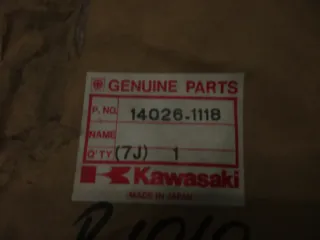 GENUINE PARTS
P. NO. 14026-1118
NAME
Q'TY (7J) 1
Kawasaki
MADE IN JAPAN